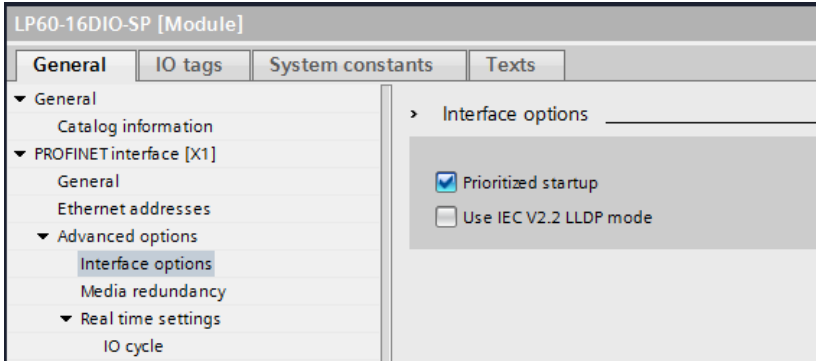 LP60-16DIO-SP [Module]
General IO tags System constants Texts
General
Catalog information
PROFINET interface [X1]
General
Ethernet addresses
Advanced options
Interface options
Media redundancy
Real time settings
IO cycle
Interface options
Prioritized startup
Use IEC V2.2 LLDP mode